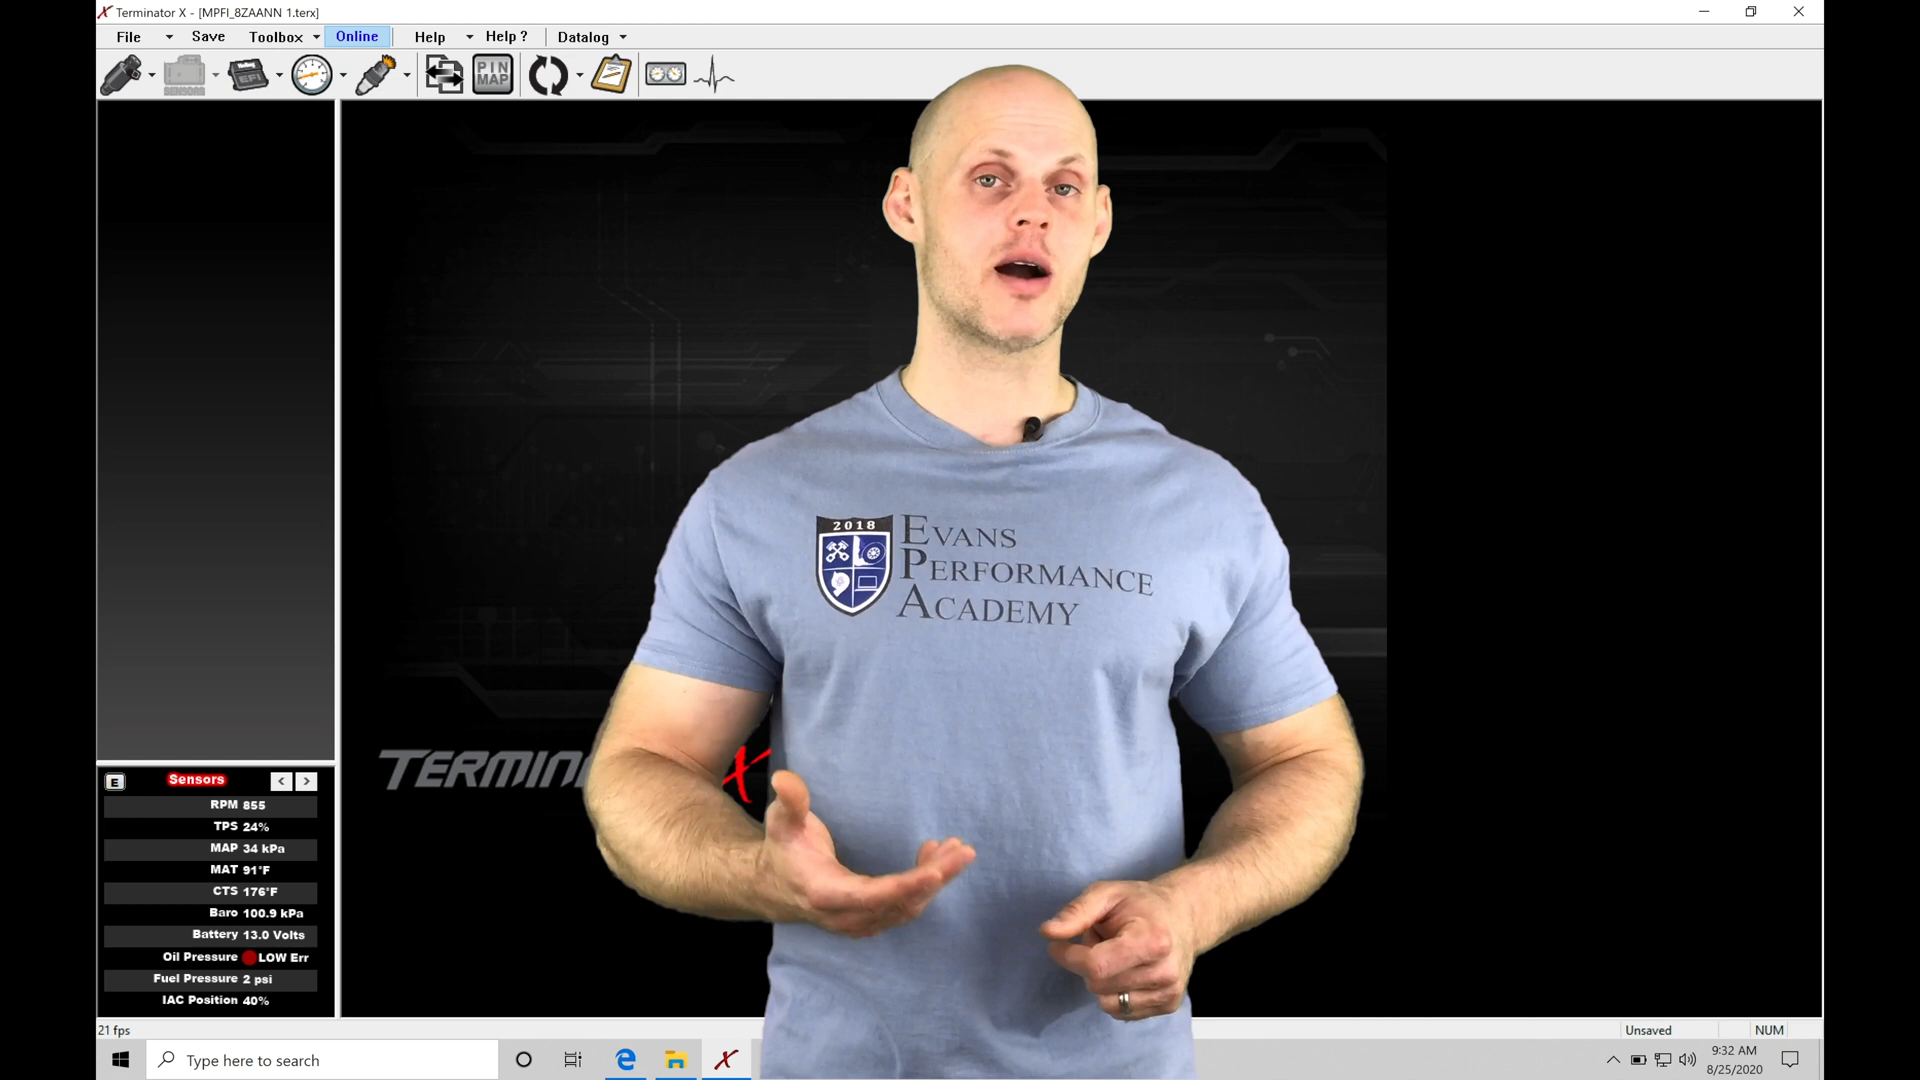 Terminator X - [MPFI_8ZAANN 1.terx]
File Save Toolbox Online Help Help ? Datalog
SENSORS
Holley
EFI
PIN
MAP
2018
EVANS
PERFORMANCE
ACADEMY
TERMIN X
E Sensors < >
RPM 855
TPS 24%
MAP 34 kPa
MAT 91°F
CTS 176°F
Baro 100.9 kPa
Battery 13.0 Volts
Oil Pressure LOW Err
Fuel Pressure 2 psi
IAC Position 40%
21 fps
Unsaved NUM
Type here to search
9:32 AM
8/25/2020